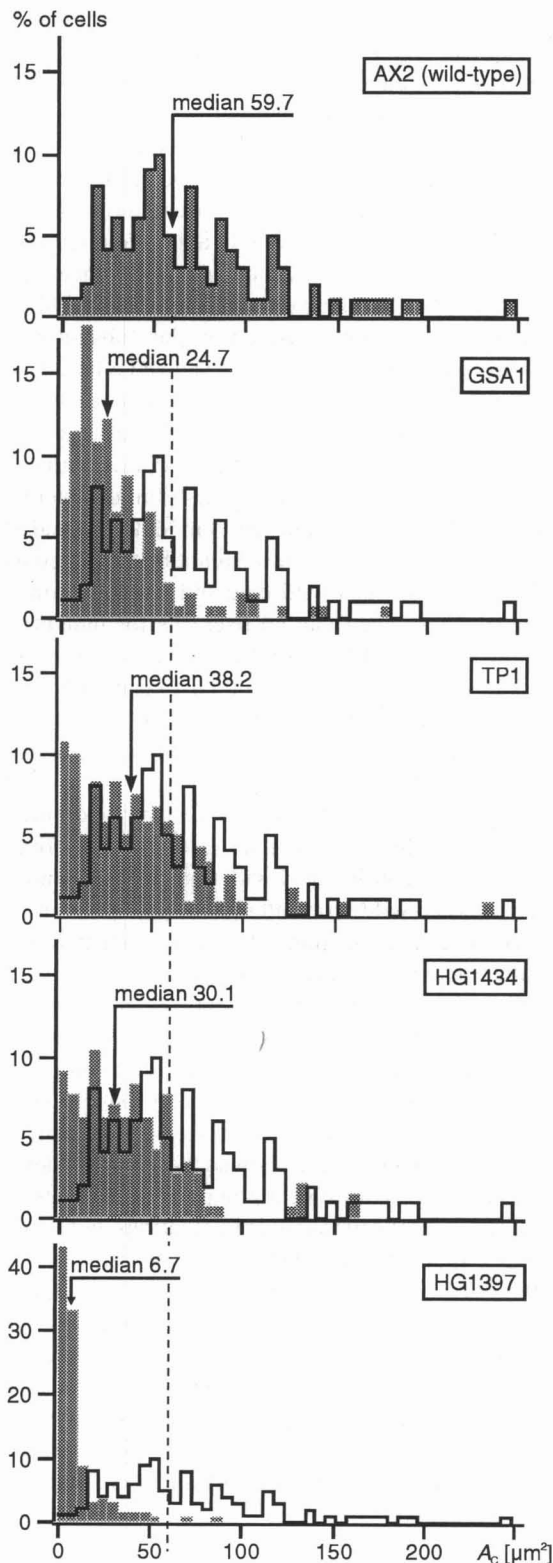 % of cells
AX2 (wild-type)
15
median 59.7
10
5
0
GSA1
15
median 24.7
10
5
0
TP1
15
median 38.2
10
5
0
HG1434
15
median 30.1
10
5
0
HG1397
40
median 6.7
30
20
10
0
0 50 100 150 200 Ac [µm²]